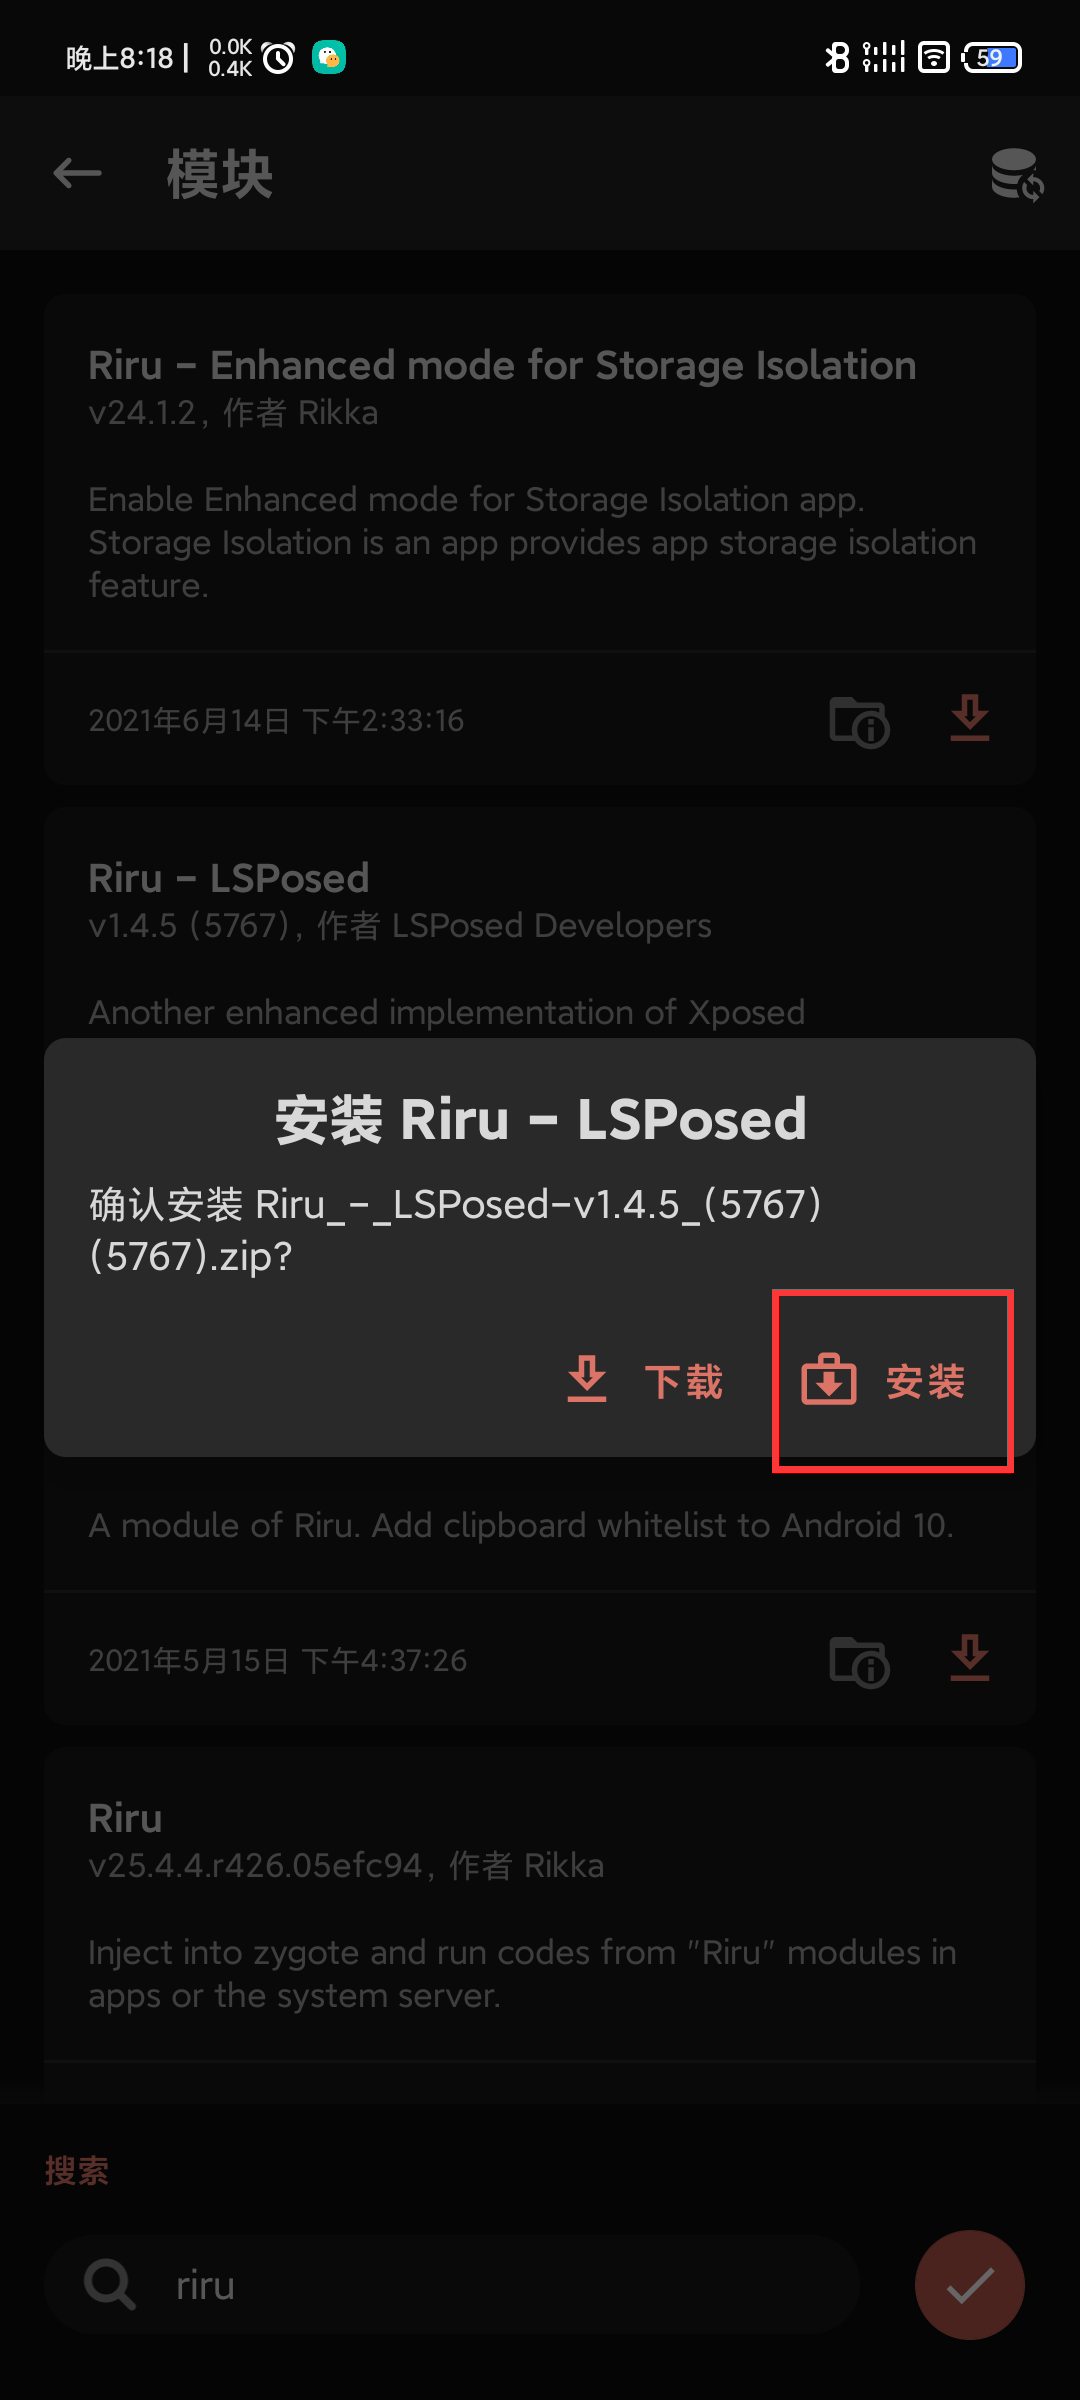 晚上8:18 | 0.0K
0.4K
59
模块
Riru - Enhanced mode for Storage Isolation
v24.1.2, 作者 Rikka
Enable Enhanced mode for Storage Isolation app.
Storage Isolation is an app provides app storage isolation
feature.
2021年6月14日 下午2:33:16
Riru - LSPosed
v1.4.5 (5767), 作者 LSPosed Developers
Another enhanced implementation of Xposed
安装 Riru - LSPosed
确认安装 Riru_-_LSPosed-v1.4.5_(5767)
(5767).zip?
下载 安装
A module of Riru. Add clipboard whitelist to Android 10.
2021年5月15日 下午4:37:26
Riru
v25.4.4.r426.05efc94, 作者 Rikka
Inject into zygote and run codes from "Riru" modules in
apps or the system server.
搜索
riru